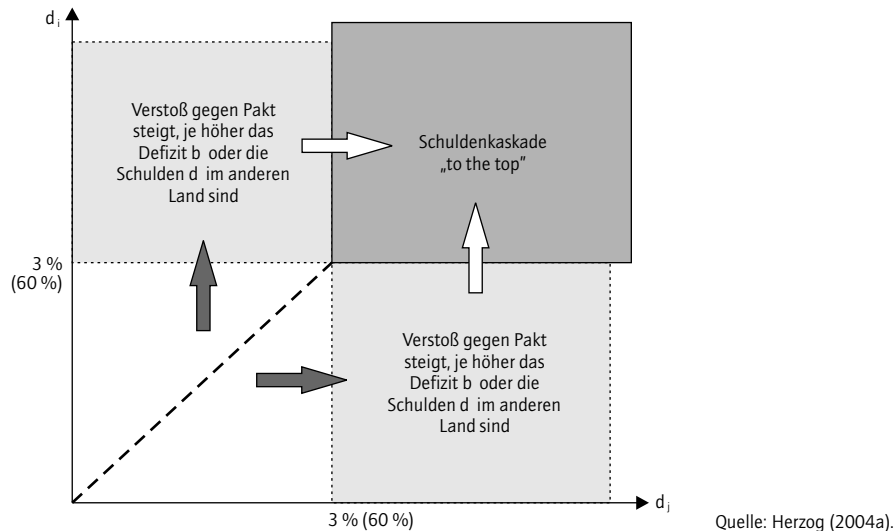 d i
Verstoß gegen Pakt
steigt, je höher das
Defizit b oder die
Schulden d im anderen
Land sind
Schuldenkaskade
„to the top”
3 %
(60 %)
Verstoß gegen Pakt
steigt, je höher das
Defizit b oder die
Schulden d im anderen
Land sind
d j
3 % (60 %)
Quelle: Herzog (2004a).